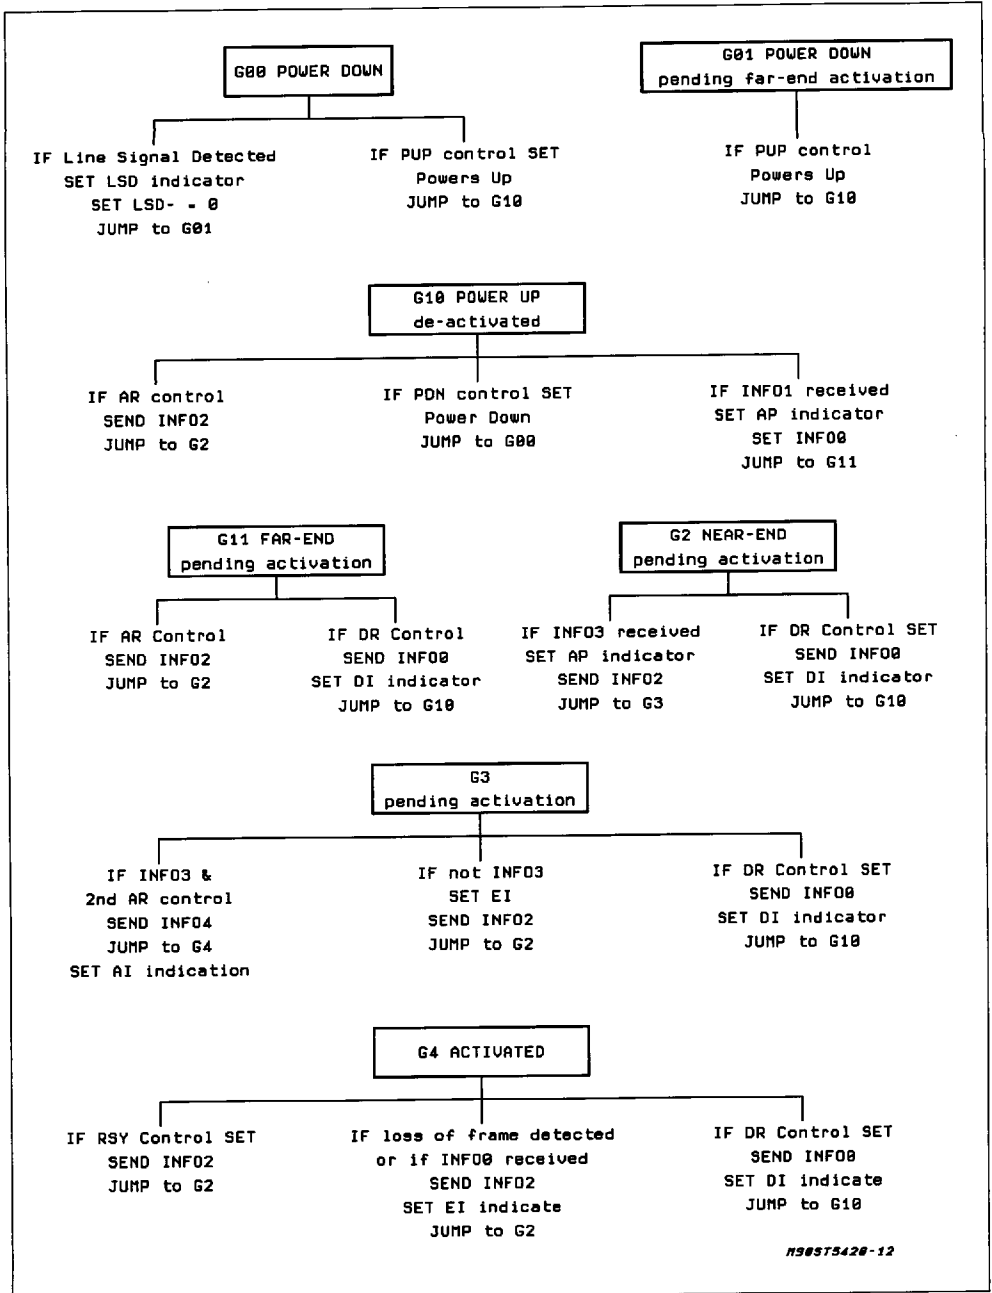 G00 POWER DOWN
IF Line Signal Detected
SET LSD indicator
SET LSD- = 0
JUMP to G01
IF PUP control SET
Powers Up
JUMP to G10
G01 POWER DOWN
pending far-end activation
IF PUP control
Powers Up
JUMP to G10
G10 POWER UP
de-activated
IF AR control
SEND INFO2
JUMP to G2
IF PDN control SET
Power Down
JUMP to G00
IF INFO1 received
SET AP indicator
SET INFO0
JUMP to G11
G11 FAR-END
pending activation
IF AR Control
SEND INFO2
JUMP to G2
IF DR Control
SEND INFO0
SET DI indicator
JUMP to G10
G2 NEAR-END
pending activation
IF INFO3 received
SET AP indicator
SEND INFO2
JUMP to G3
IF DR Control SET
SEND INFO0
SET DI indicator
JUMP to G10
G3
pending activation
IF INFO3 &
2nd AR control
SEND INFO4
JUMP to G4
SET AI indication
IF not INFO3
SET EI
SEND INFO2
JUMP to G2
IF DR Control SET
SEND INFO0
SET DI indicator
JUMP to G10
G4 ACTIVATED
IF RSY Control SET
SEND INFO2
JUMP to G2
IF loss of frame detected
or if INFO0 received
SEND INFO2
SET EI indicate
JUMP to G2
IF DR Control SET
SEND INFO0
SET DI indicate
JUMP to G10
M90ST5420-12